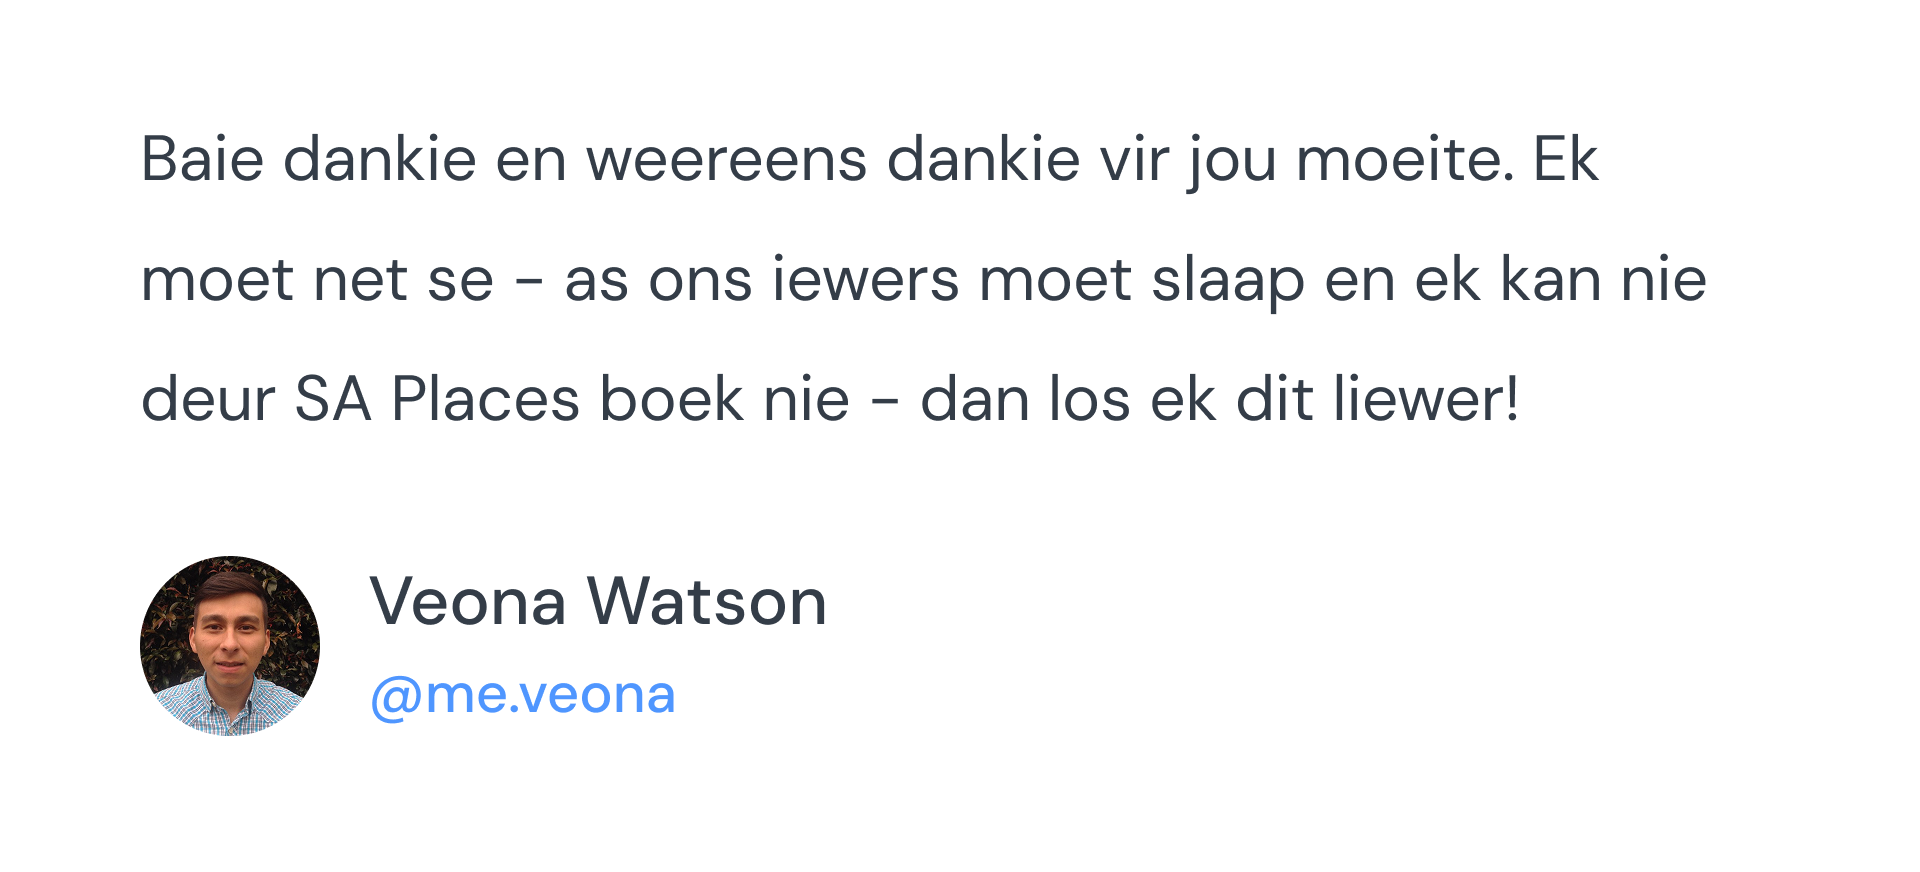 Baie dankie en weereens dankie vir jou moeite. Ek
moet net se – as ons iewers moet slaap en ek kan nie
deur SA Places boek nie – dan los ek dit liewer!
Veona Watson
@me.veona